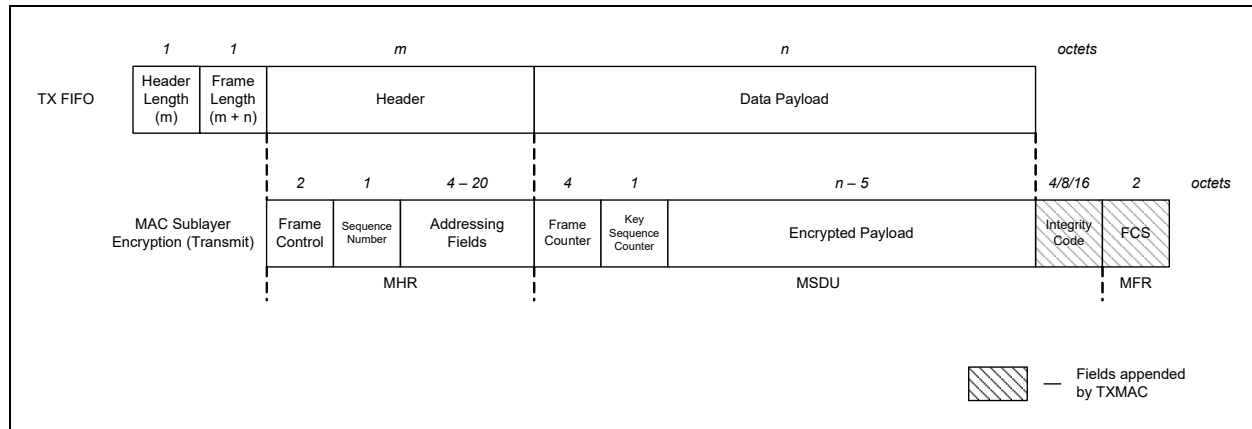 1 1 m n octets
TX FIFO
Header
Length
(m)
Frame
Length
(m + n)
Header
Data Payload
2 1 4 – 20 4 1 n – 5 4/8/16 2 octets
MAC Sublayer
Encryption (Transmit)
Frame
Control
Sequence
Number
Addressing
Fields
Frame
Counter
Key
Sequence
Counter
Encrypted Payload
Integrity
Code
FCS
MHR MSDU MFR
— Fields appended
by TXMAC